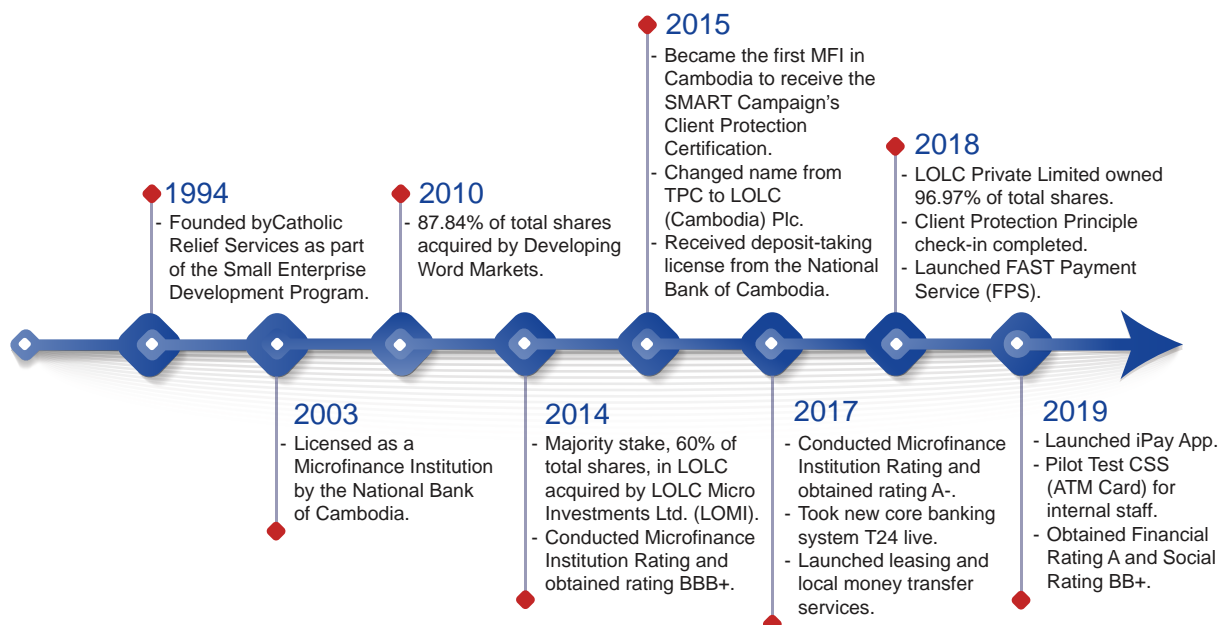 1994
- Founded byCatholic
Relief Services as part
of the Small Enterprise
Development Program.
2003
- Licensed as a
Microfinance Institution
by the National Bank
of Cambodia.
2010
- 87.84% of total shares
acquired by Developing
Word Markets.
2014
- Majority stake, 60% of
total shares, in LOLC
acquired by LOLC Micro
Investments Ltd. (LOMI).
- Conducted Microfinance
Institution Rating and
obtained rating BBB+.
2015
- Became the first MFI in
Cambodia to receive the
SMART Campaign's
Client Protection
Certification.
- Changed name from
TPC to LOLC
(Cambodia) Plc.
- Received deposit-taking
license from the National
Bank of Cambodia.
2017
- Conducted Microfinance
Institution Rating and
obtained rating A-.
- Took new core banking
system T24 live.
- Launched leasing and
local money transfer
services.
2018
- LOLC Private Limited owned
96.97% of total shares.
- Client Protection Principle
check-in completed.
- Launched FAST Payment
Service (FPS).
2019
- Launched iPay App.
- Pilot Test CSS
(ATM Card) for
internal staff.
- Obtained Financial
Rating A and Social
Rating BB+.